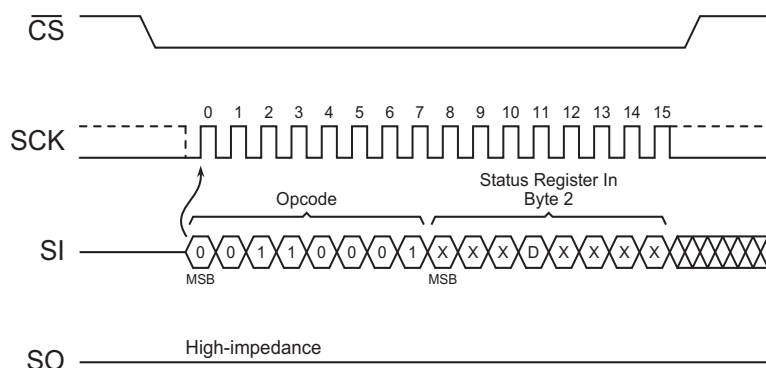 CS
0 1 2 3 4 5 6 7 8 9 10 11 12 13 14 15
SCK
Status Register In
Opcode Byte 2
SI 0 0 1 1 0 0 0 1 X X X D X X X X
MSB MSB
High-impedance
SO